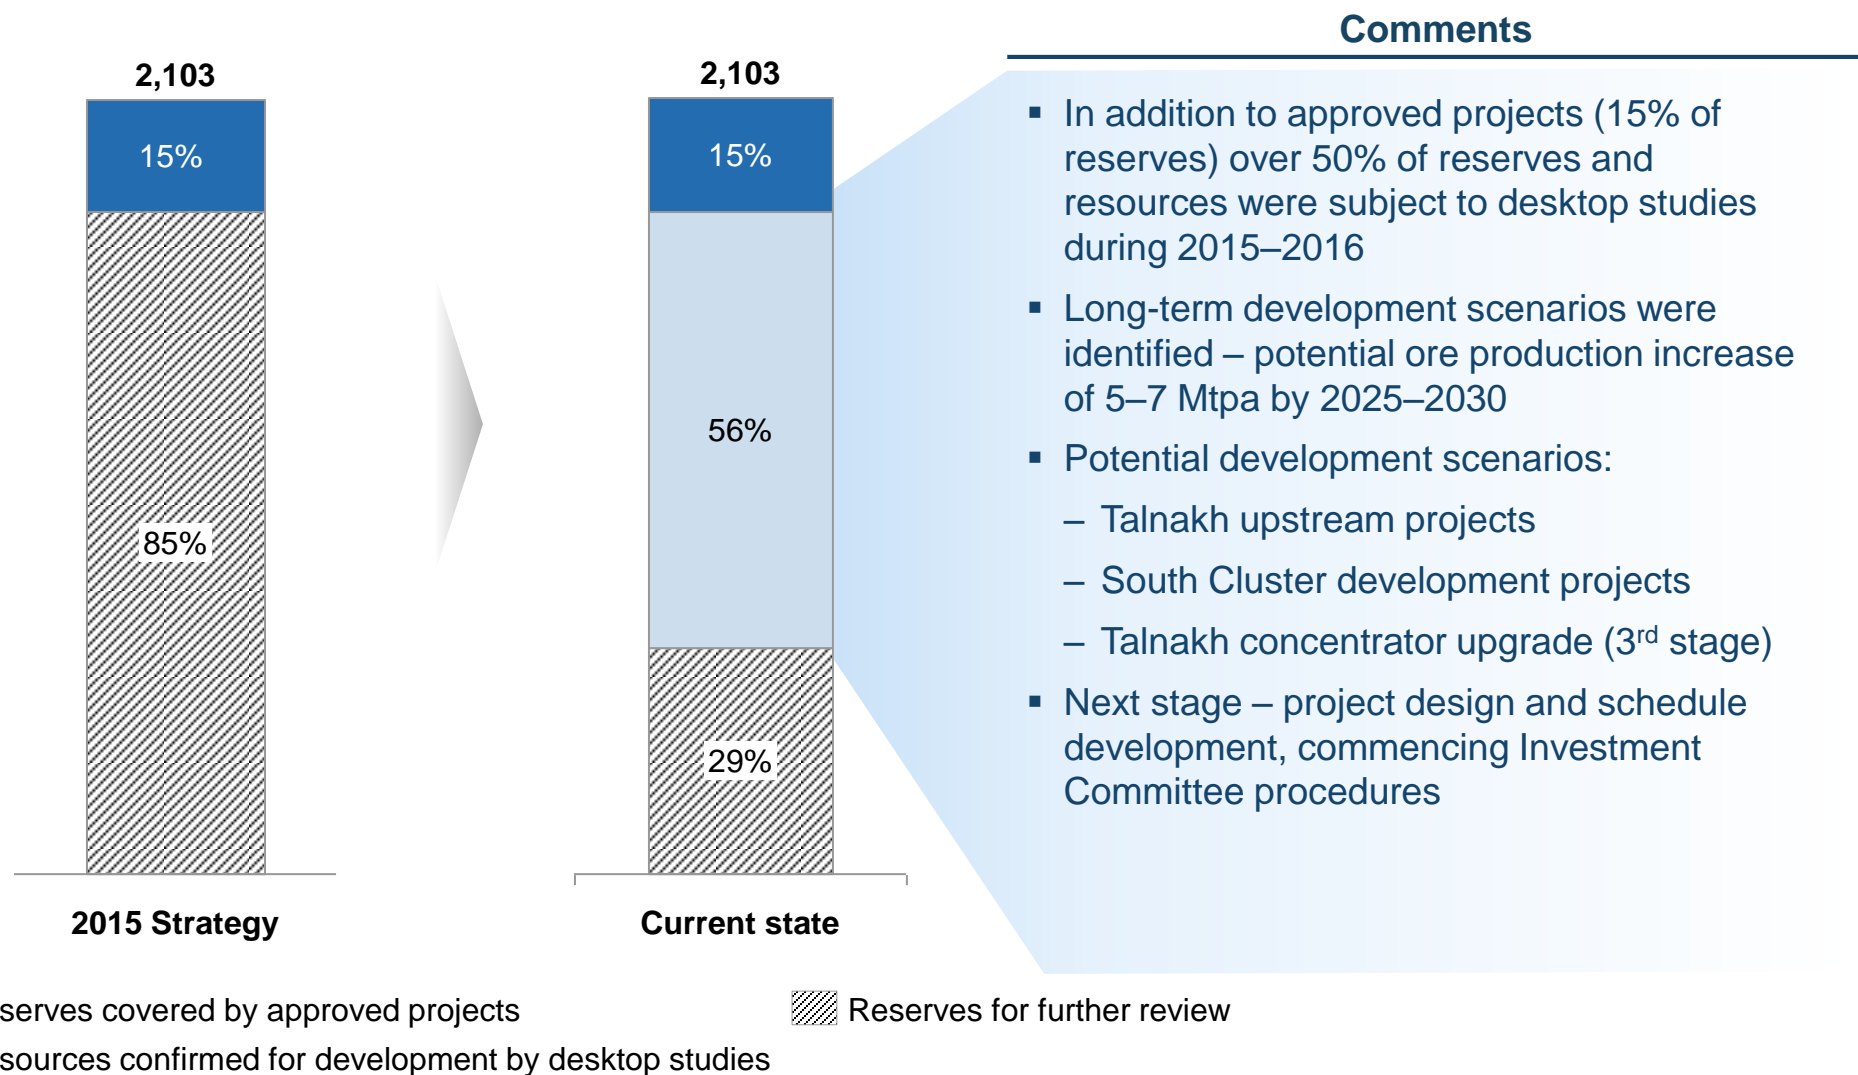 Comments
2,103
15%
85%
2015 Strategy
2,103
15%
56%
29%
Current state
▪ In addition to approved projects (15% of
reserves) over 50% of reserves and
resources were subject to desktop studies
during 2015–2016
▪ Long-term development scenarios were
identified – potential ore production increase
of 5–7 Mtpa by 2025–2030
▪ Potential development scenarios:
– Talnakh upstream projects
– South Cluster development projects
– Talnakh concentrator upgrade (3rd stage)
▪ Next stage – project design and schedule
development, commencing Investment
Committee procedures
serves covered by approved projects
Reserves for further review
sources confirmed for development by desktop studies